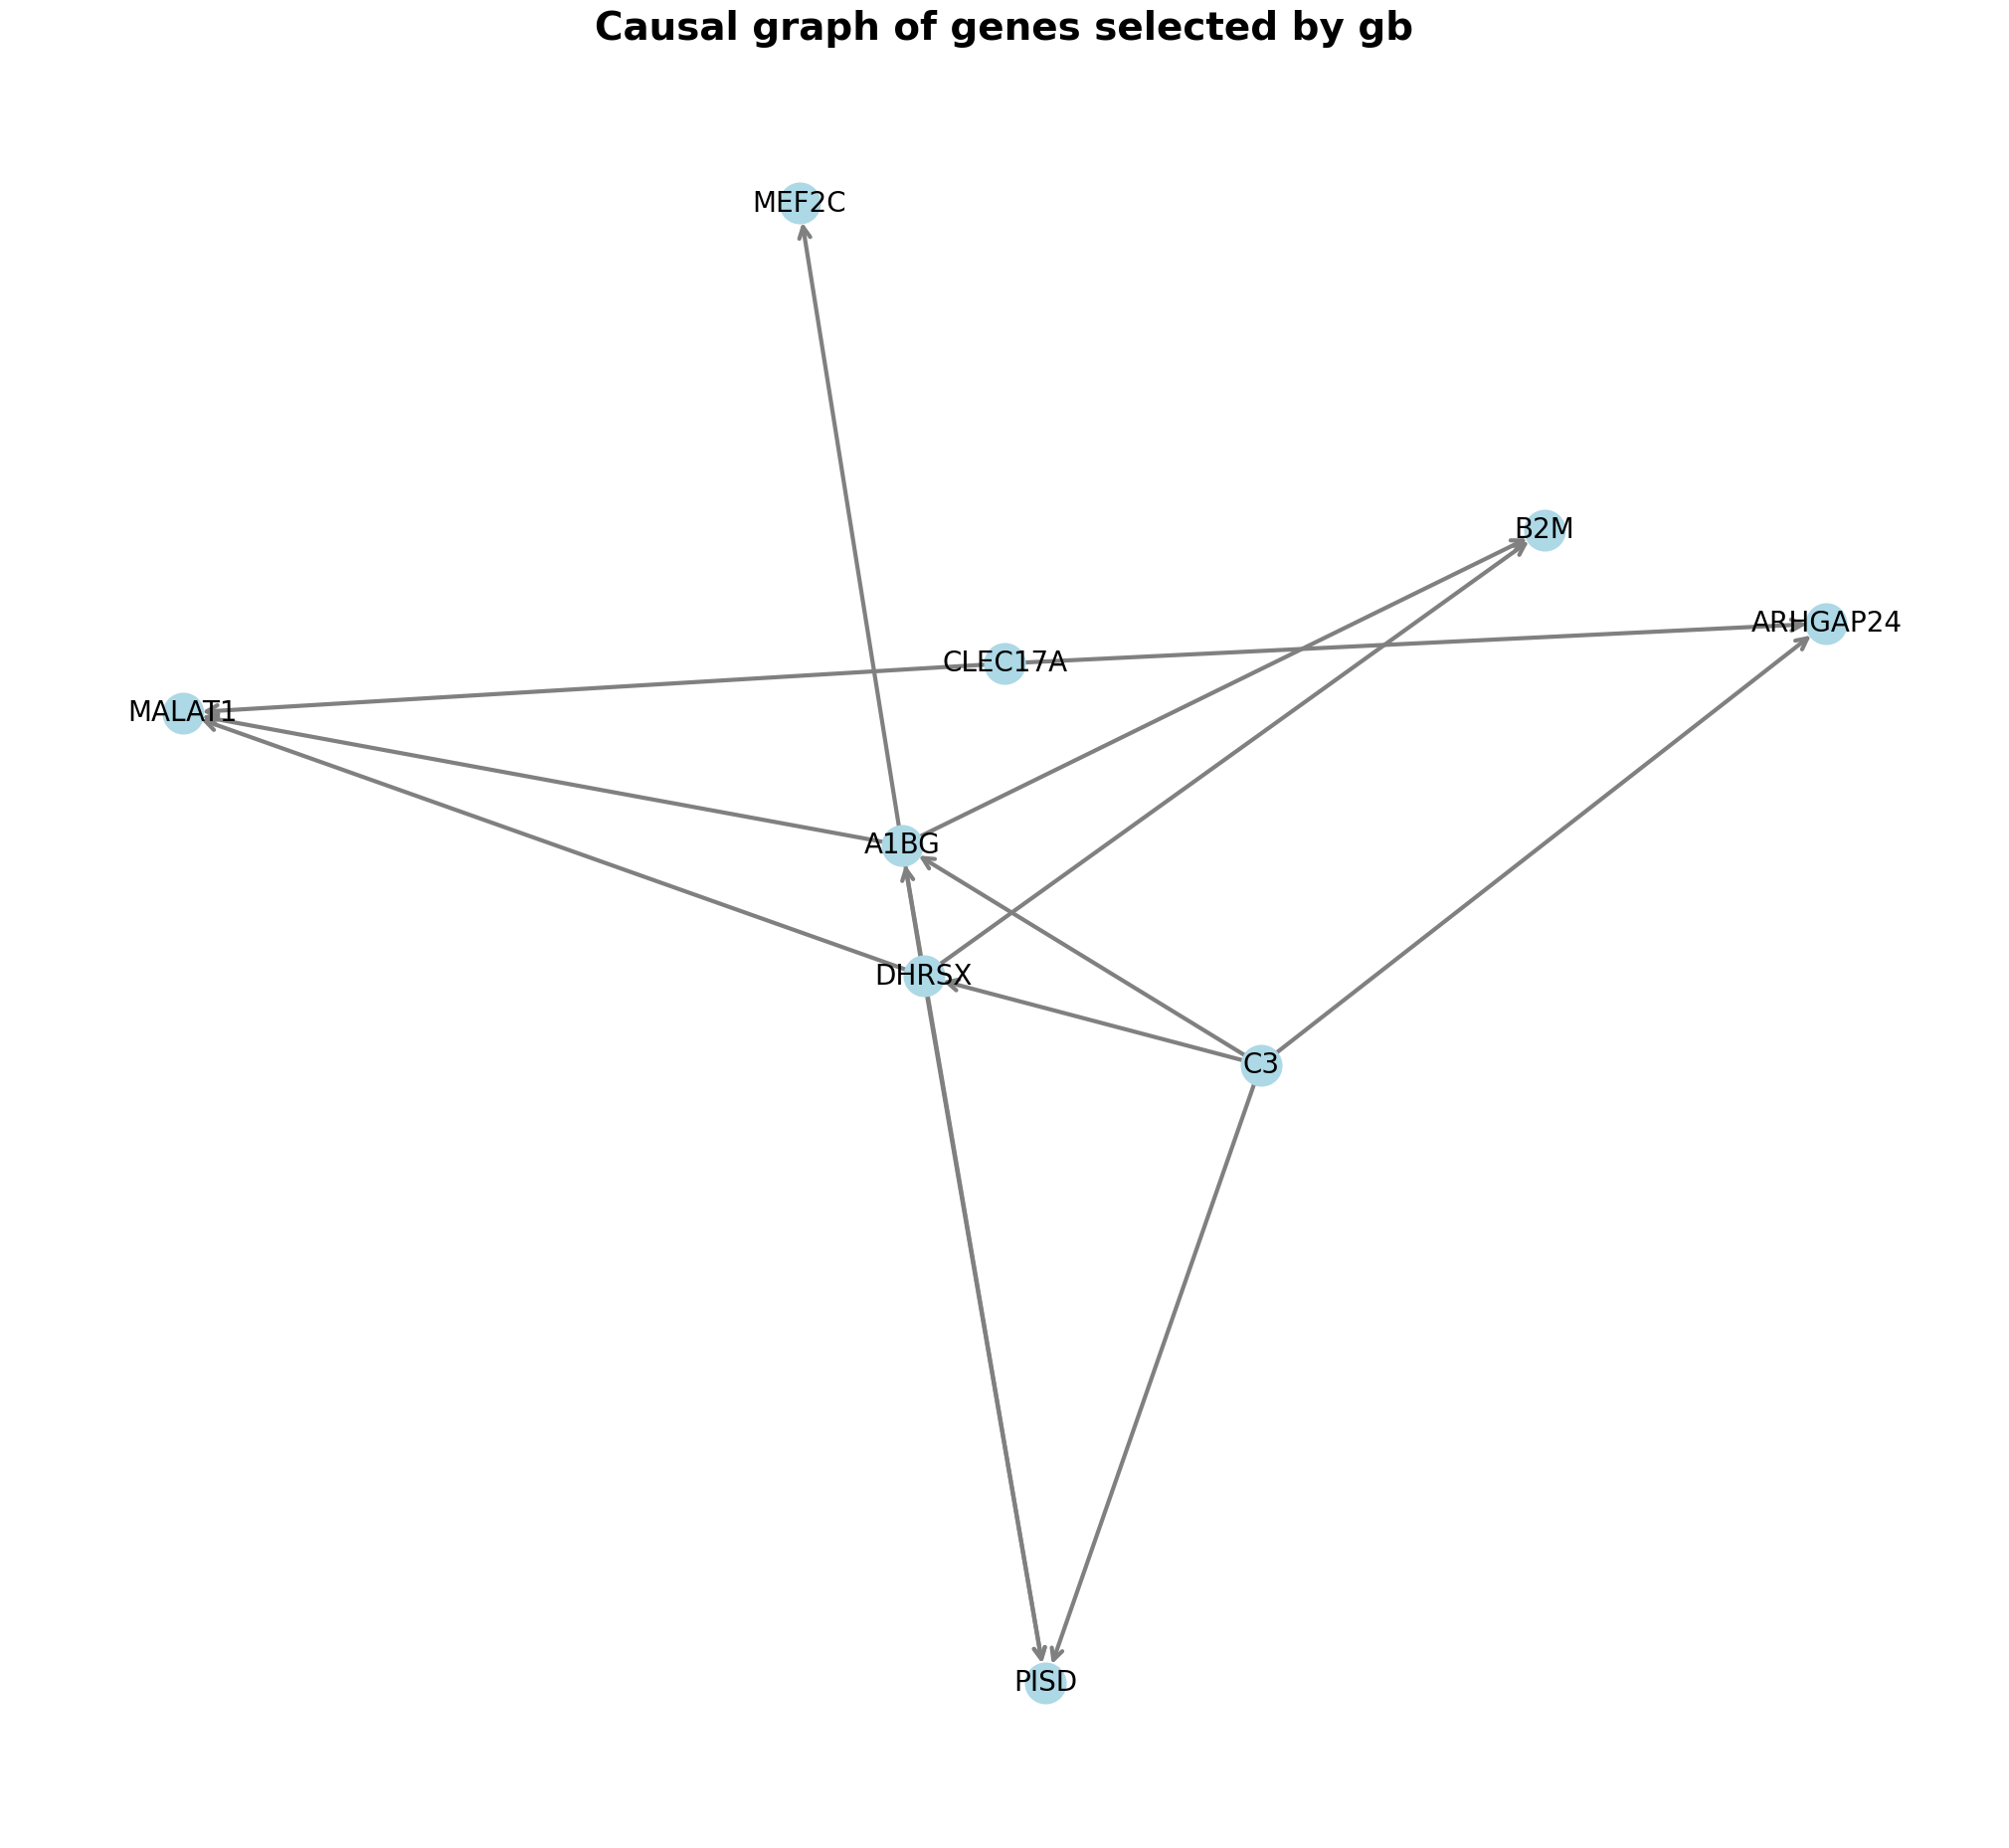 Causal graph of genes selected by gb
MEF2C
B2M
ARHGAP24
CLEC17A
MALAT1
A1BG
DHRSX
C3
PISD